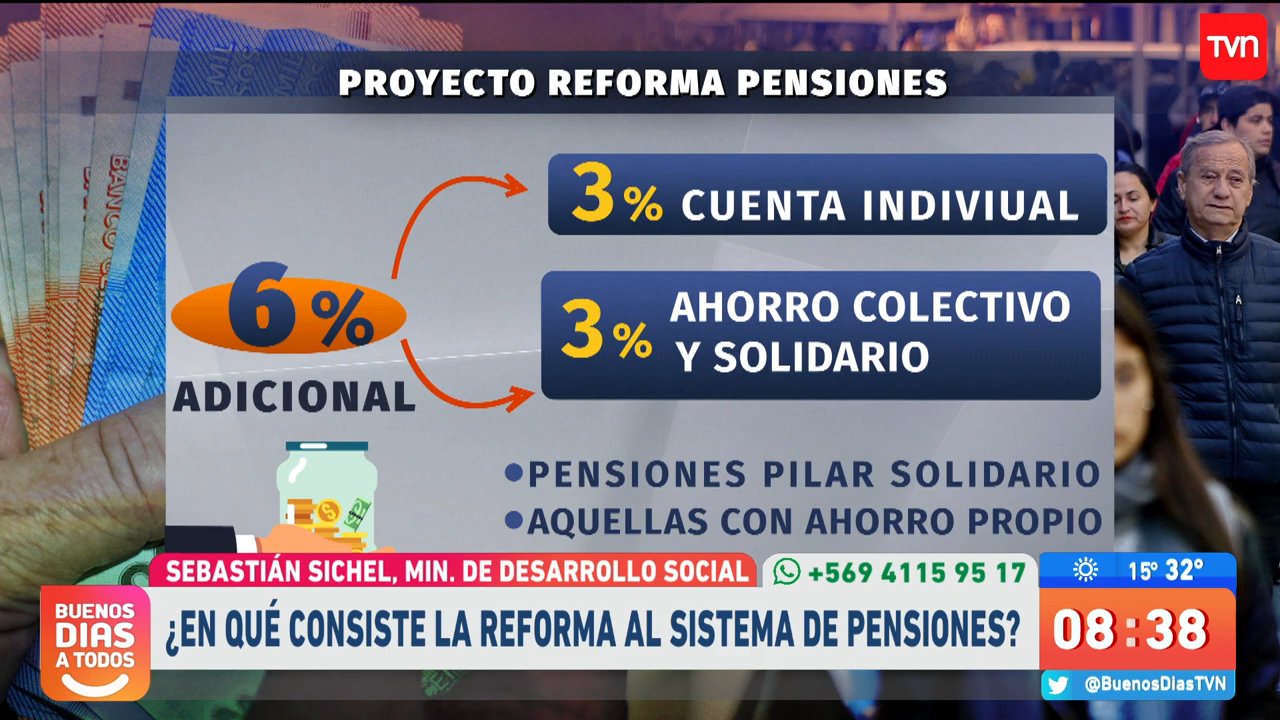 TVN
PROYECTO REFORMA PENSIONES
3% CUENTA INDIVIUAL
6%
ADICIONAL
3% AHORRO COLECTIVO
Y SOLIDARIO
•PENSIONES PILAR SOLIDARIO
•AQUELLAS CON AHORRO PROPIO
BANCO
SEBASTIÁN SICHEL, MIN. DE DESARROLLO SOCIAL
+569 4115 95 17
15° 32°
BUENOS
DIAS
A TODOS
¿EN QUÉ CONSISTE LA REFORMA AL SISTEMA DE PENSIONES?
08:38
@BuenosDiasTVN